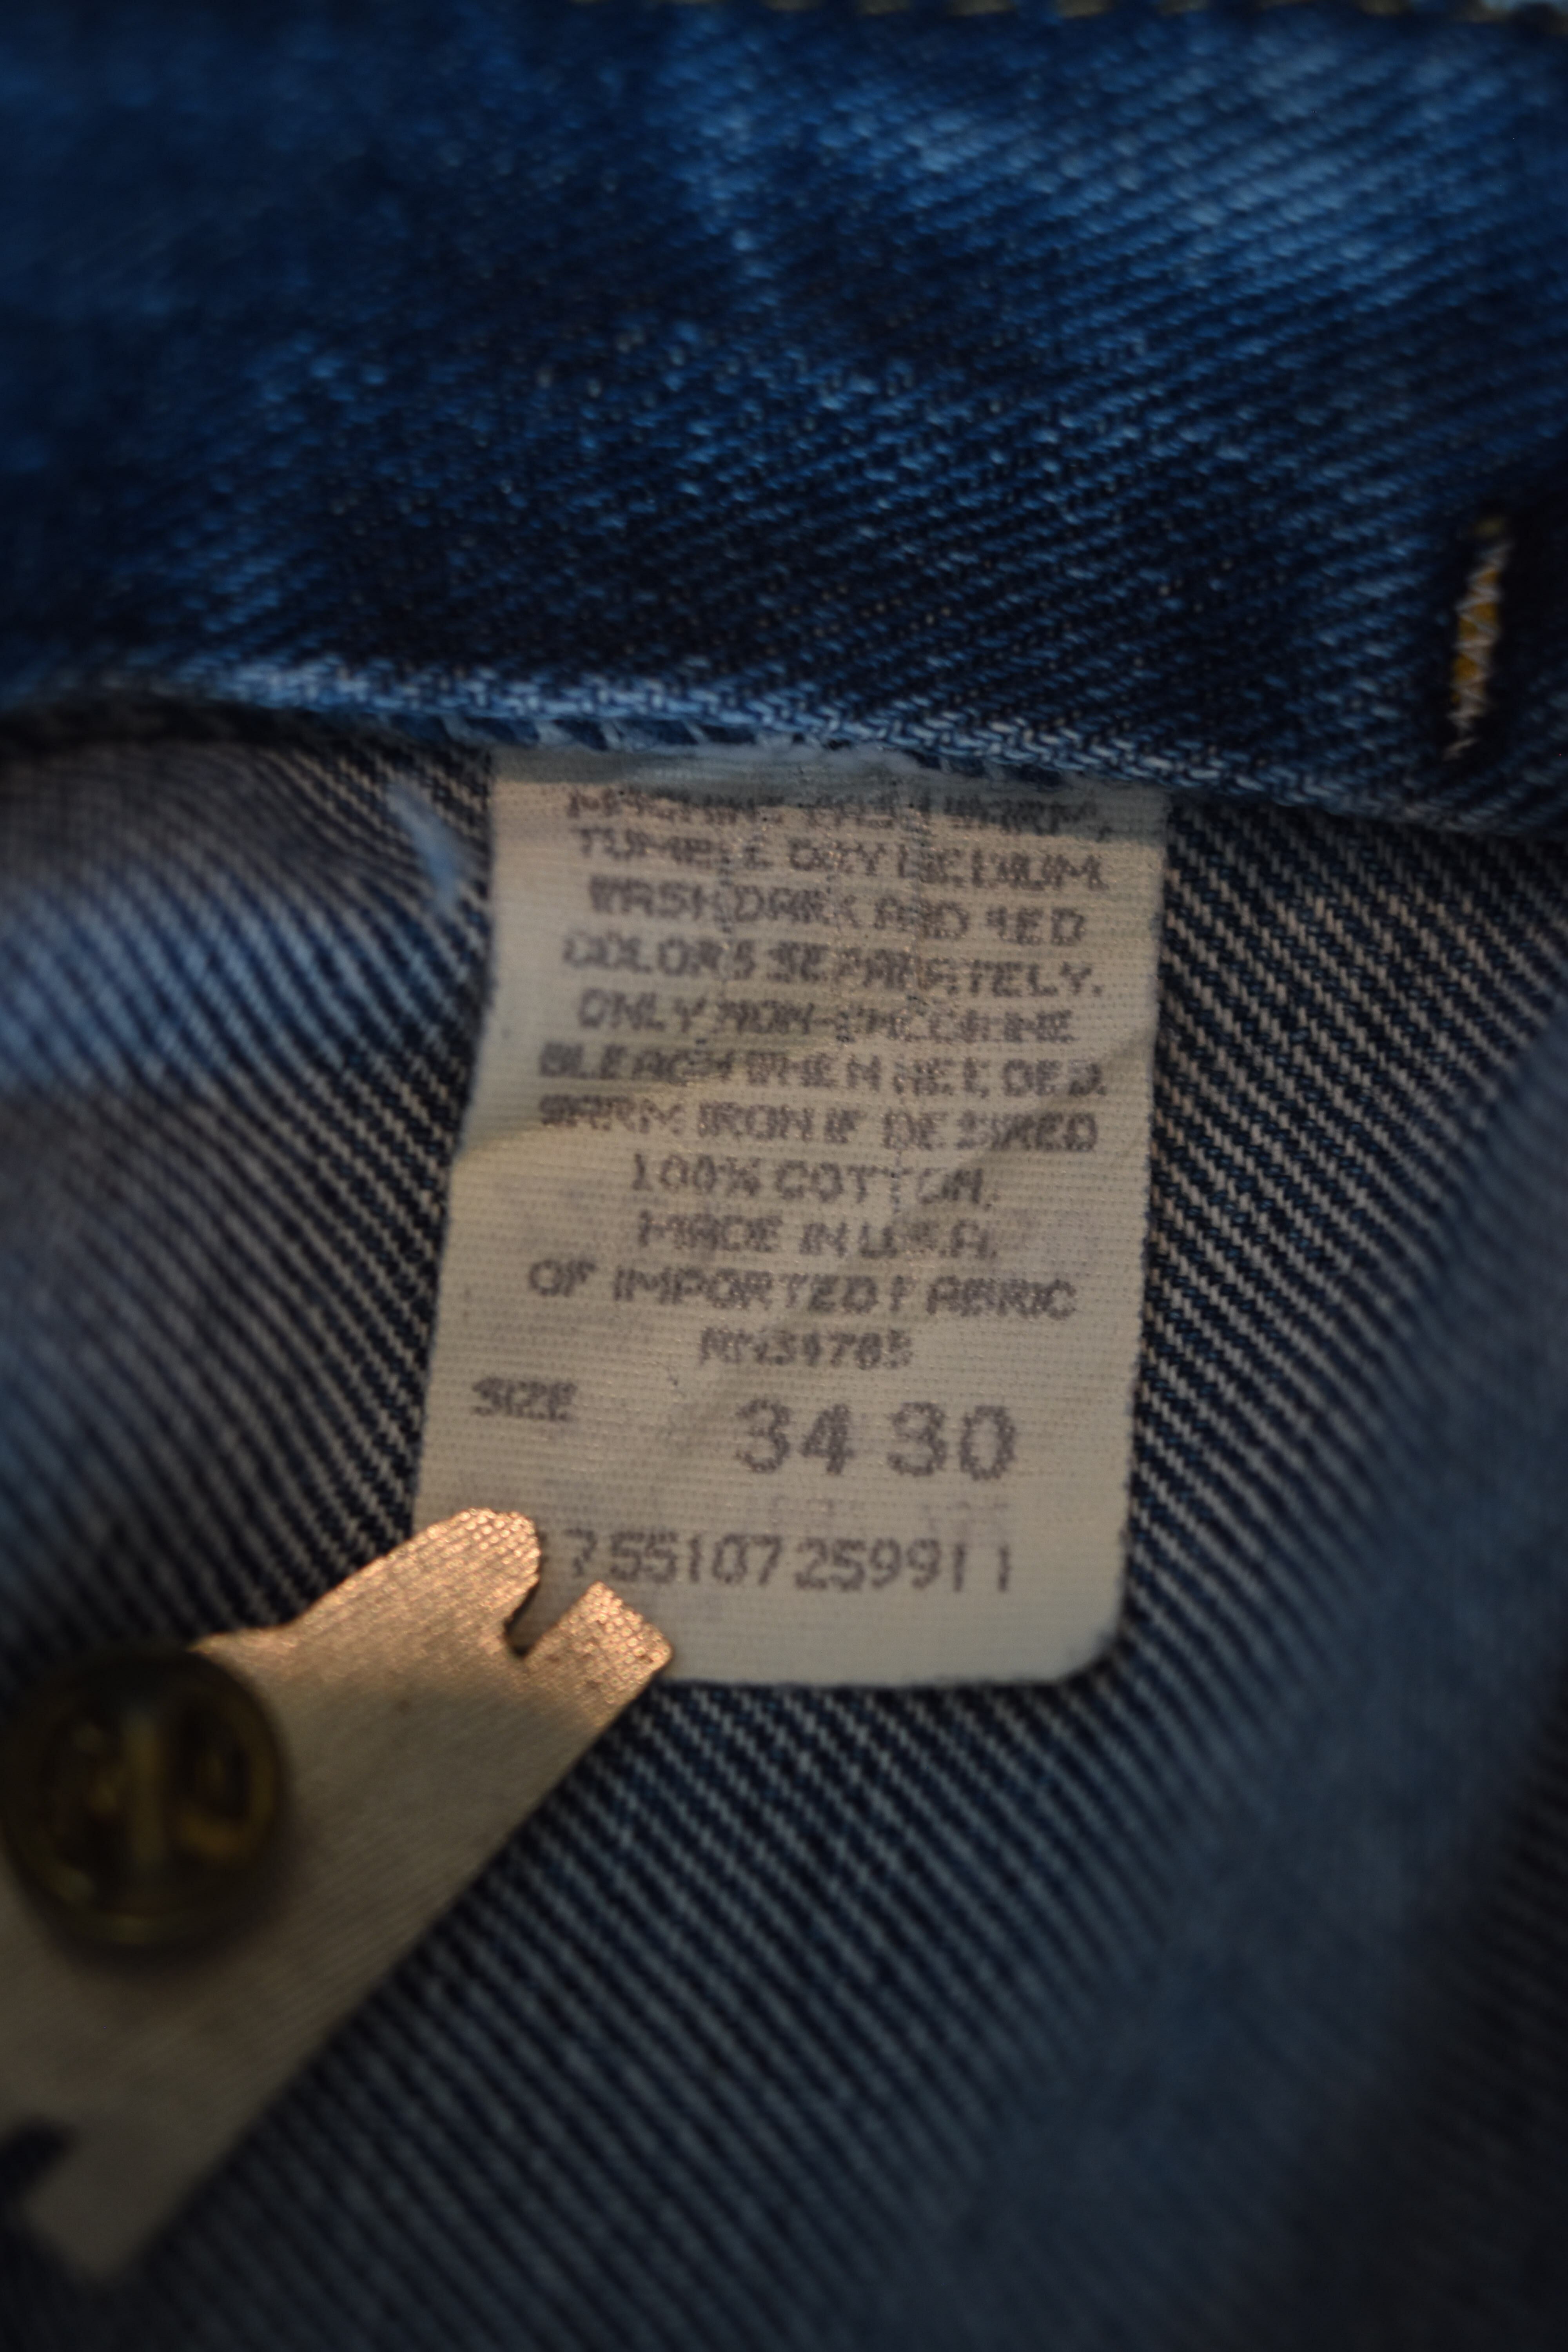 MACHINE WASH WARM,
TUMBLE DRY MEDIUM.
WASH DARK AND RED
COLORS SEPARATELY.
ONLY NON-CHLORINE
BLEACH WHEN NEEDED.
WARM IRON IF DESIRED
100% COTTON.
MADE IN U.S.A.
OF IMPORTED FABRIC
SIZE 34 30
755107259911